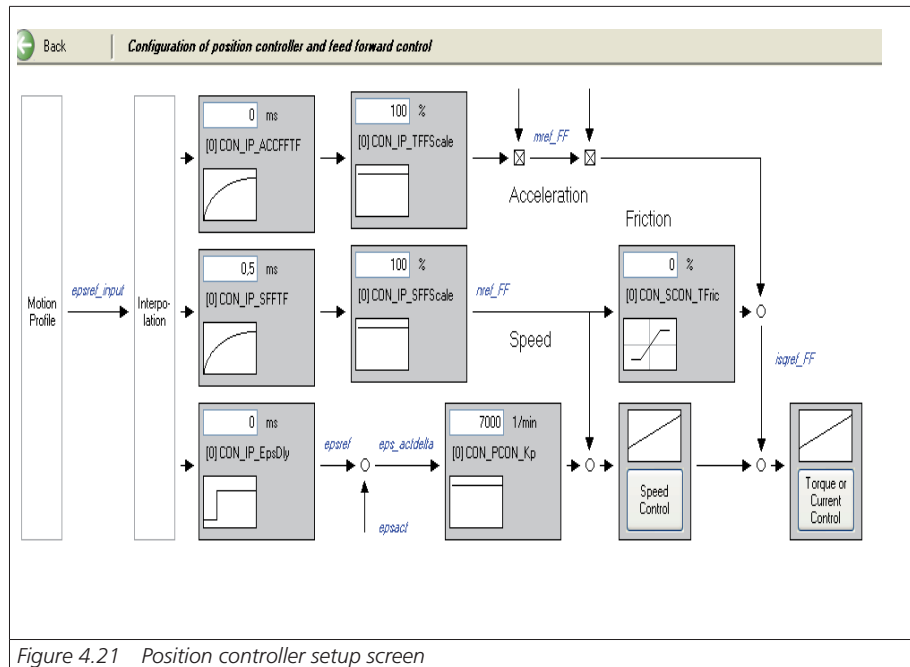 Back
Configuration of position controller and feed forward control
0 ms
[0] CON_IP_ACCFFTF
100 %
[0] CON_IP_TFFScale
mref_FF
Acceleration
Friction
Motion
Profile
epsref_input
Interpo-
lation
0,5 ms
[0] CON_IP_SFFTF
100 %
[0] CON_IP_SFFScale
nref_FF
Speed
0 %
[0] CON_SCON_TFric
isqref_FF
0 ms
[0] CON_IP_EpsDly
epsref
eps_actdelta
epsact
7000 1/min
[0] CON_PCON_Kp
Speed
Control
Torque or
Current
Control
Figure 4.21 Position controller setup screen